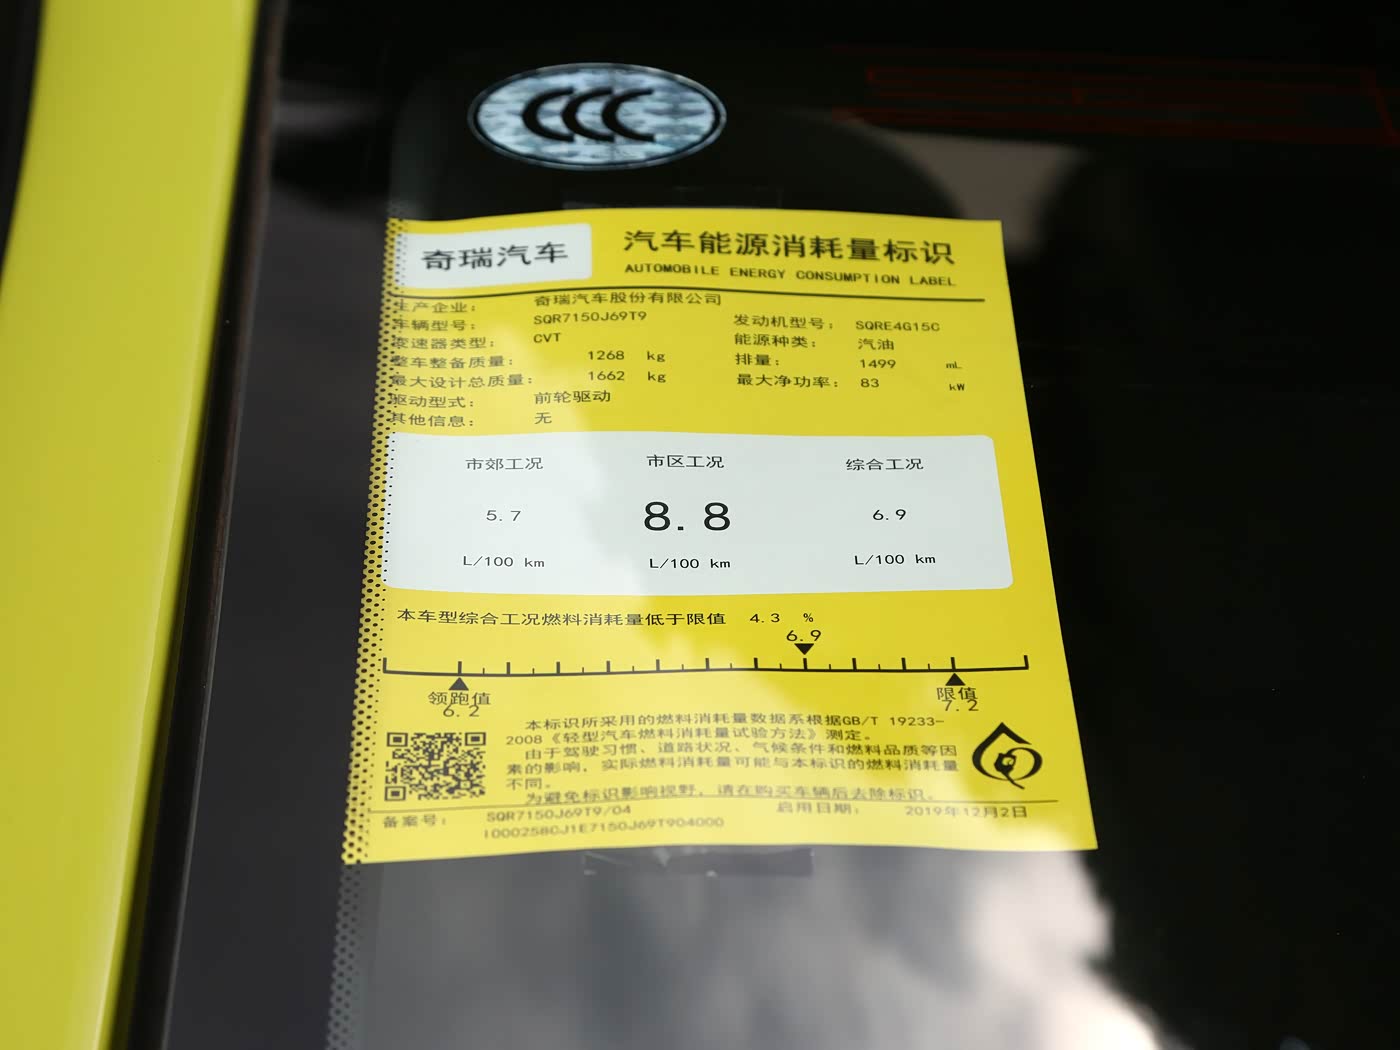 CCC
奇瑞汽车 汽车能源消耗量标识
AUTOMOBILE ENERGY CONSUMPTION LABEL
生产企业: 奇瑞汽车股份有限公司
车辆型号: SQR7150J69T9 发动机型号: SQRE4G15C
变速器类型: CVT 能源种类: 汽油
整车整备质量: 1268 kg 排量: 1499 mL
最大设计总质量: 1662 kg 最大净功率: 83 kW
驱动型式: 前轮驱动
其他信息: 无
市郊工况 市区工况 综合工况
5.7 8.8 6.9
L/100 km L/100 km L/100 km
本车型综合工况燃料消耗量低于限值 4.3 %
6.9
领跑值 限值
6.2 7.2
本标识所采用的燃料消耗量数据系根据GB/T 19233-
2008《轻型汽车燃料消耗量试验方法》测定。
由于驾驶习惯、道路状况、气候条件和燃料品质等因
素的影响,实际燃料消耗量可能与本标识的燃料消耗量
不同。
为避免标识影响视野,请在购买车辆后去除标识。
备案号: SQR7150J69T9/04 启用日期: 2019年12月2日
I000258CJ1E7150J69T904000